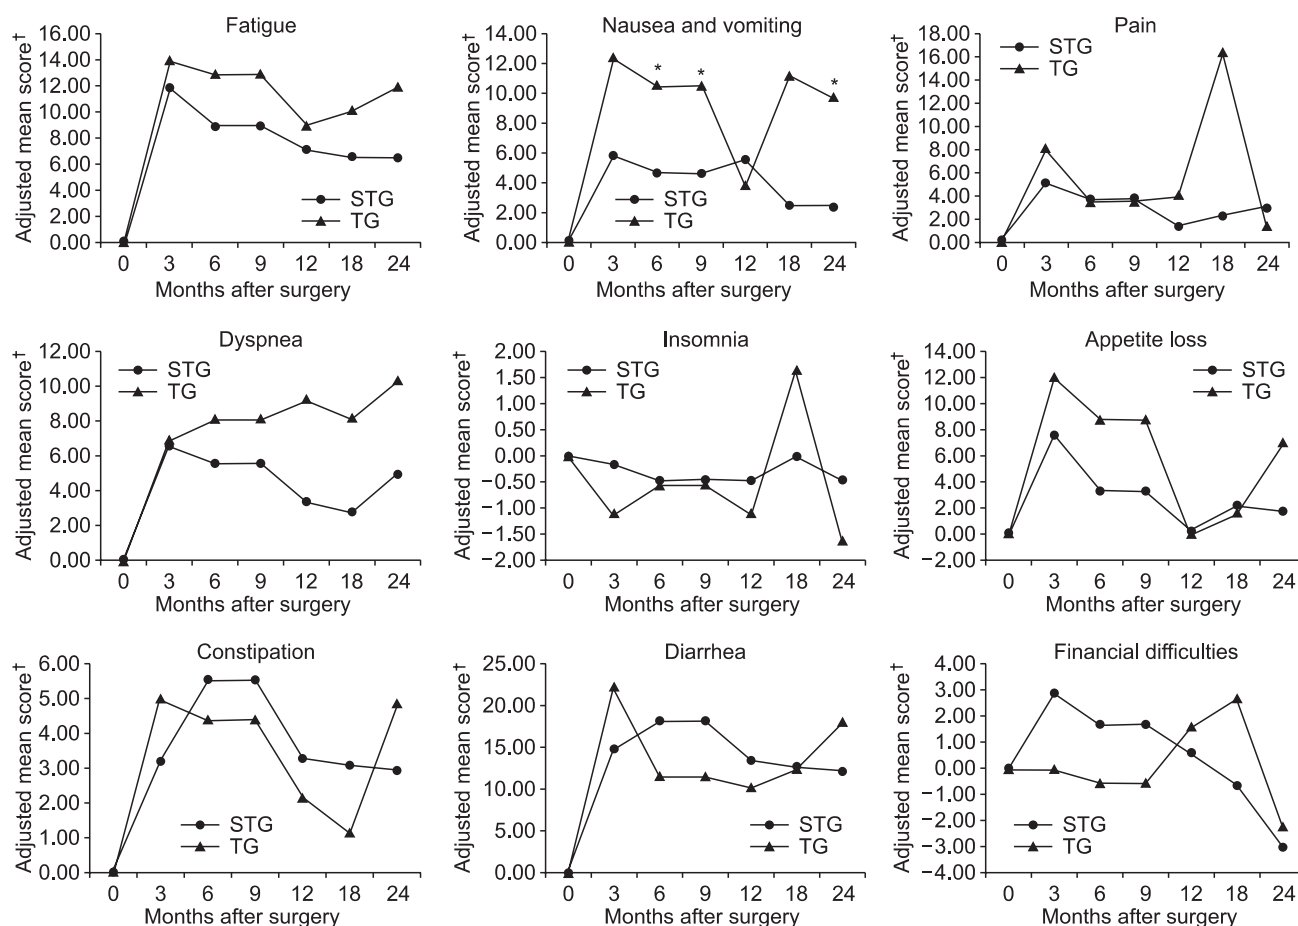 Fatigue
Adjusted mean score†
16.00
14.00
12.00
10.00
8.00
6.00
4.00
2.00
0.00
STG
TG
0 3 6 9 12 18 24
Months after surgery
Nausea and vomiting
Adjusted mean score†
14.00
12.00
10.00
8.00
6.00
4.00
2.00
0.00
* * *
STG
TG
0 3 6 9 12 18 24
Months after surgery
Pain
Adjusted mean score†
18.00
16.00
14.00
12.00
10.00
8.00
6.00
4.00
2.00
0.00
STG
TG
0 3 6 9 12 18 24
Months after surgery
Dyspnea
Adjusted mean score†
12.00
10.00
8.00
6.00
4.00
2.00
0.00
STG
TG
0 3 6 9 12 18 24
Months after surgery
Insomnia
Adjusted mean score†
2.00
1.50
1.00
0.50
0.00
−0.50
−1.00
−1.50
−2.00
STG
TG
0 3 6 9 12 18 24
Months after surgery
Appetite loss
Adjusted mean score†
14.00
12.00
10.00
8.00
6.00
4.00
2.00
0.00
−2.00
STG
TG
0 3 6 9 12 18 24
Months after surgery
Constipation
Adjusted mean score†
6.00
5.00
4.00
3.00
2.00
1.00
0.00
STG
TG
0 3 6 9 12 18 24
Months after surgery
Diarrhea
Adjusted mean score†
25.00
20.00
15.00
10.00
5.00
0.00
STG
TG
0 3 6 9 12 18 24
Months after surgery
Financial difficulties
Adjusted mean score†
4.00
3.00
2.00
1.00
0.00
−1.00
−2.00
−3.00
−4.00
STG
TG
0 3 6 9 12 18 24
Months after surgery